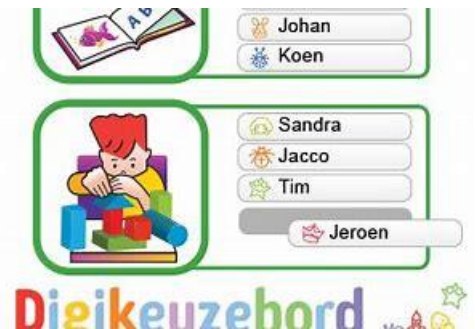 A b
Johan
Koen
Sandra
Jacco
Tim
Jeroen
Digikeuzebord